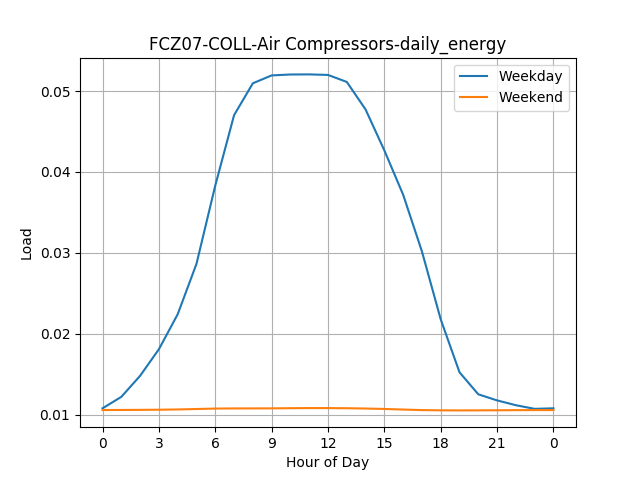 FCZ07-COLL-Air Compressors-daily_energy
Weekday
Weekend
0.05
0.04
0.03
0.02
0.01
Load
0 3 6 9 12 15 18 21 0
Hour of Day